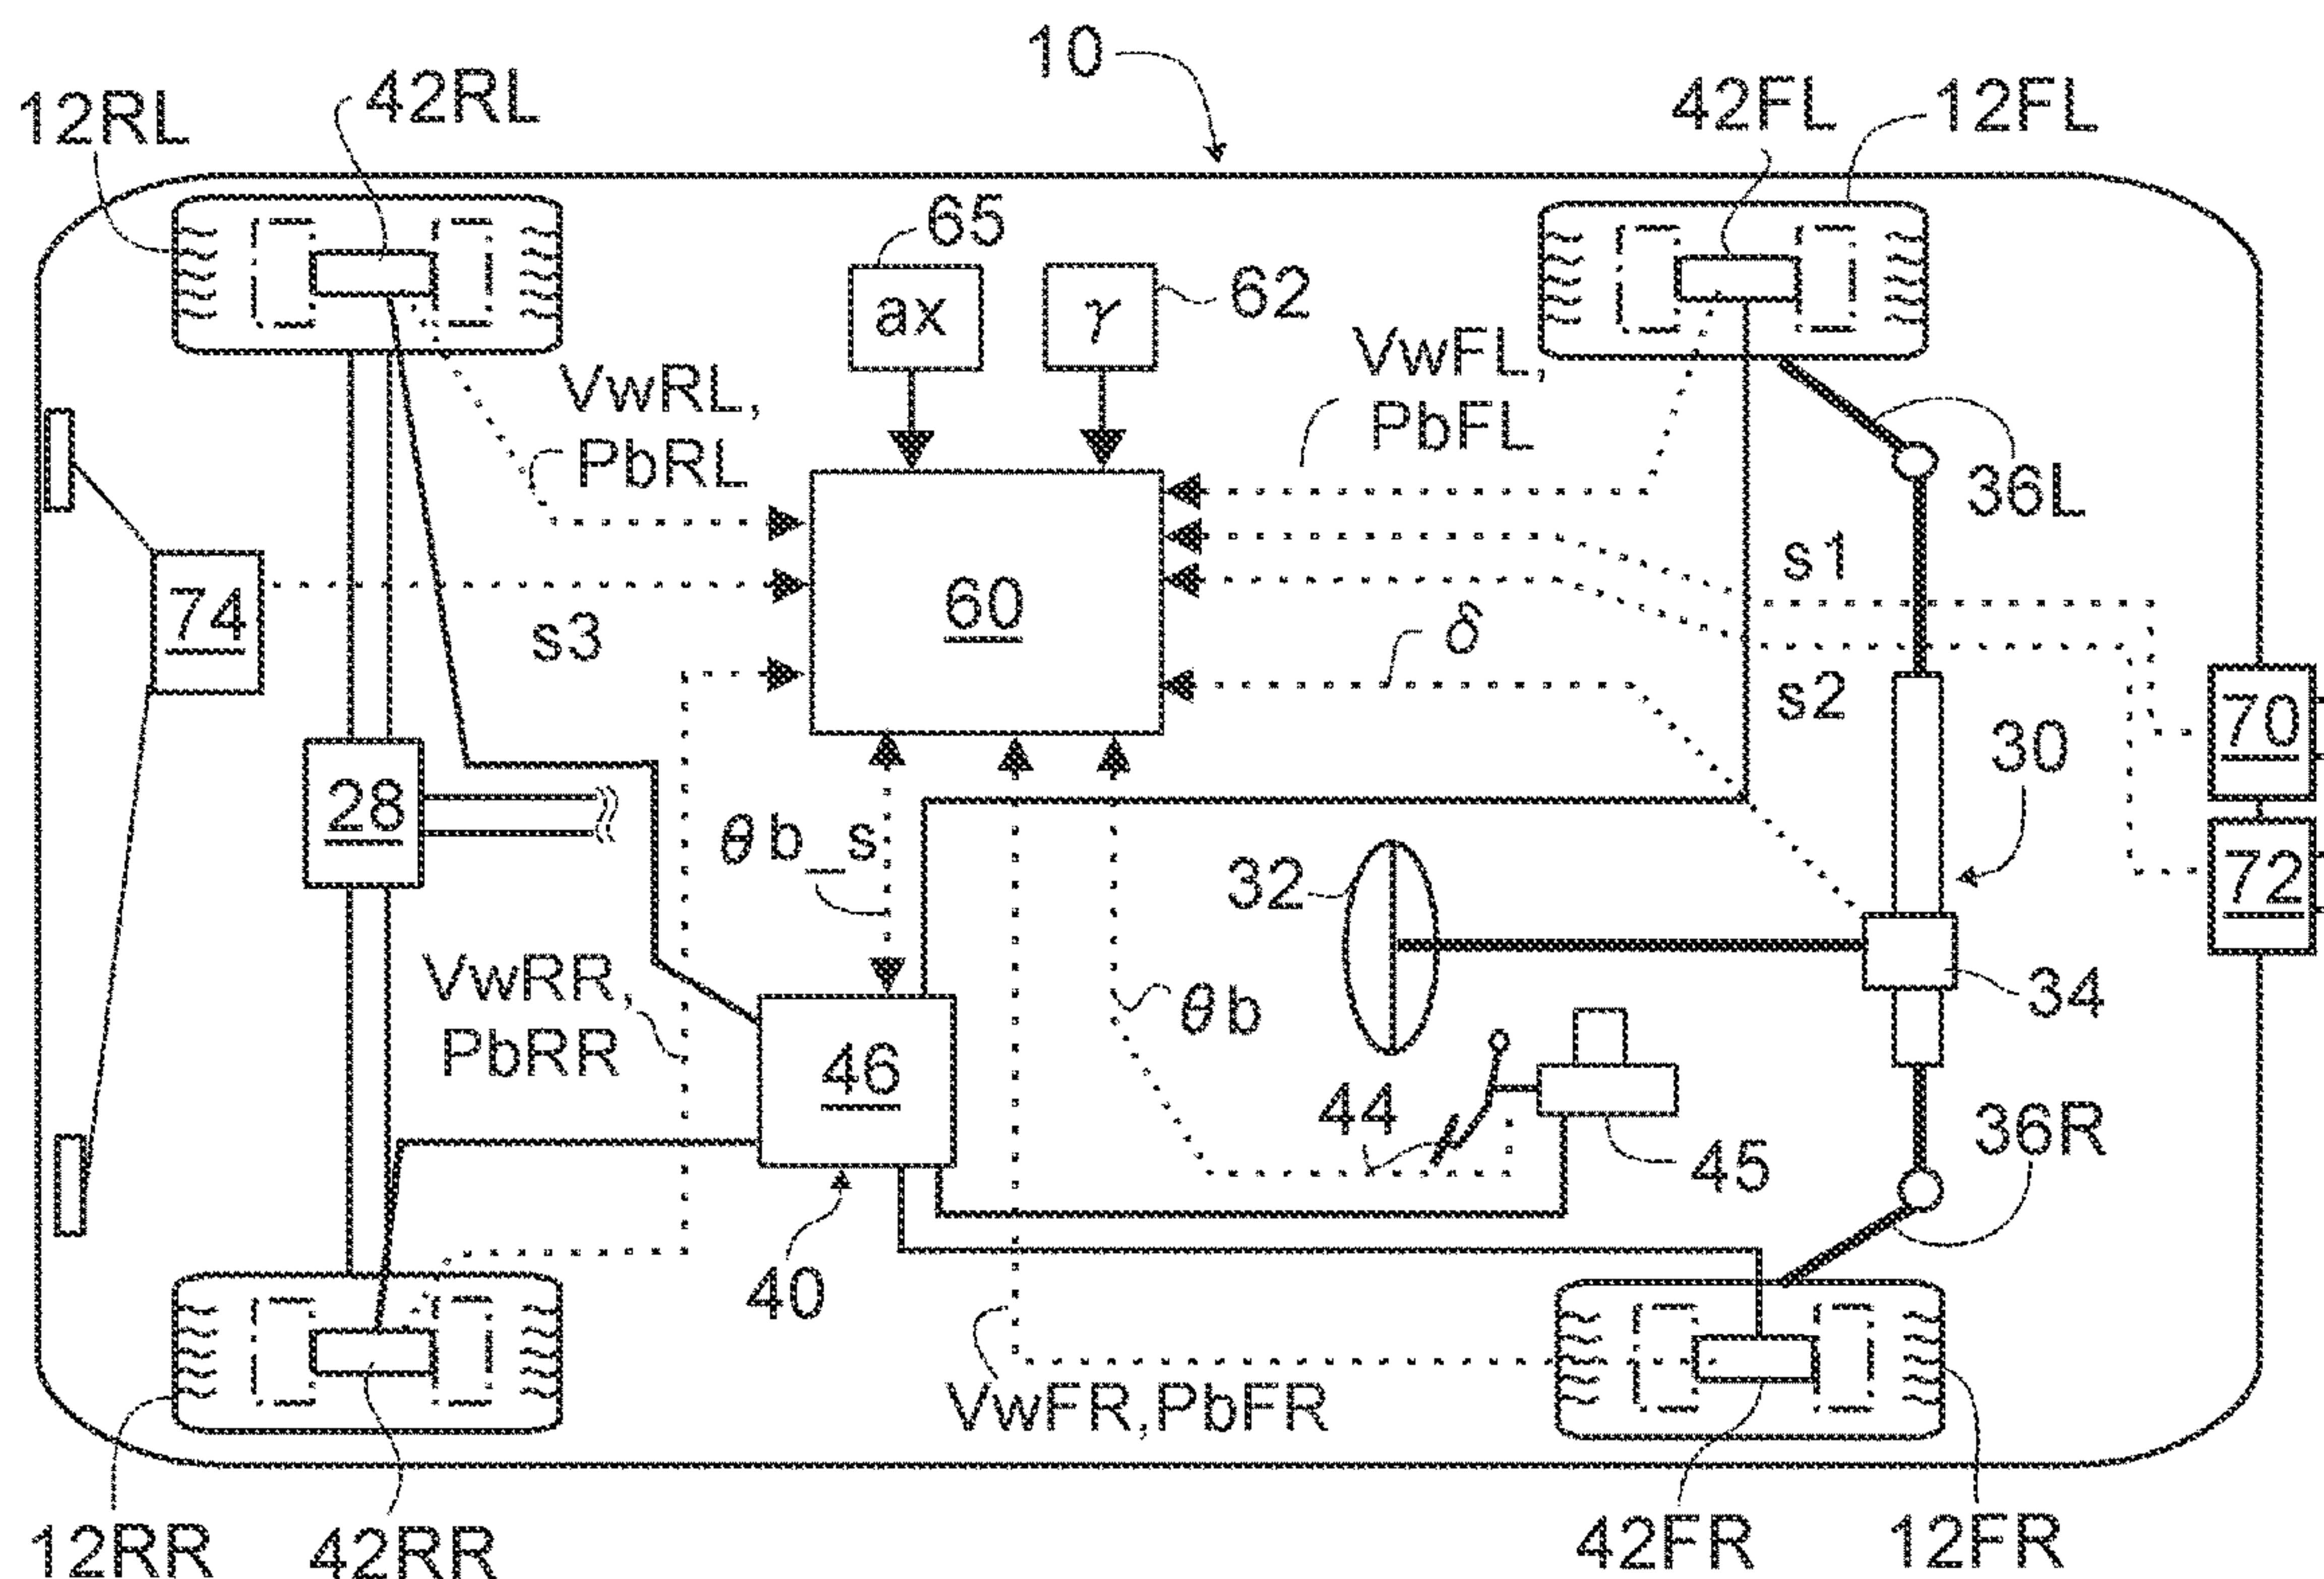 10
12RL
42RL
42FL
12FL
65
ax
γ
62
VwRL,
PbRL
VwFL,
PbFL
36L
s1
60
δ
74
s3
s2
70
30
28
θb_s
32
72
VwRR,
PbRR
46
θb
34
44
45
36R
40
VwFR,PbFR
12RR
42RR
42FR
12FR